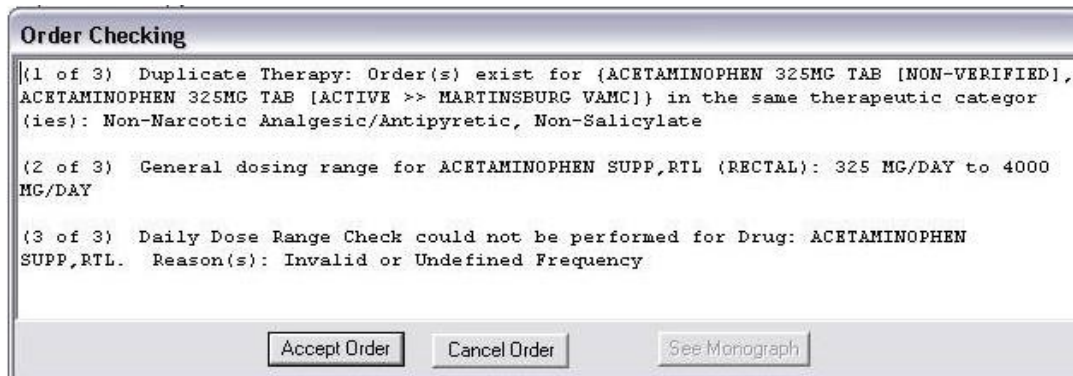 Order Checking
(1 of 3)  Duplicate Therapy: Order(s) exist for {ACETAMINOPHEN 325MG TAB [NON-VERIFIED],
ACETAMINOPHEN 325MG TAB [ACTIVE >> MARTINSBURG VAMC]} in the same therapeutic categor
(ies): Non-Narcotic Analgesic/Antipyretic, Non-Salicylate
(2 of 3)  General dosing range for ACETAMINOPHEN SUPP,RTL (RECTAL): 325 MG/DAY to 4000
MG/DAY
(3 of 3)  Daily Dose Range Check could not be performed for Drug: ACETAMINOPHEN
SUPP,RTL.  Reason(s): Invalid or Undefined Frequency
Accept Order Cancel Order See Monograph